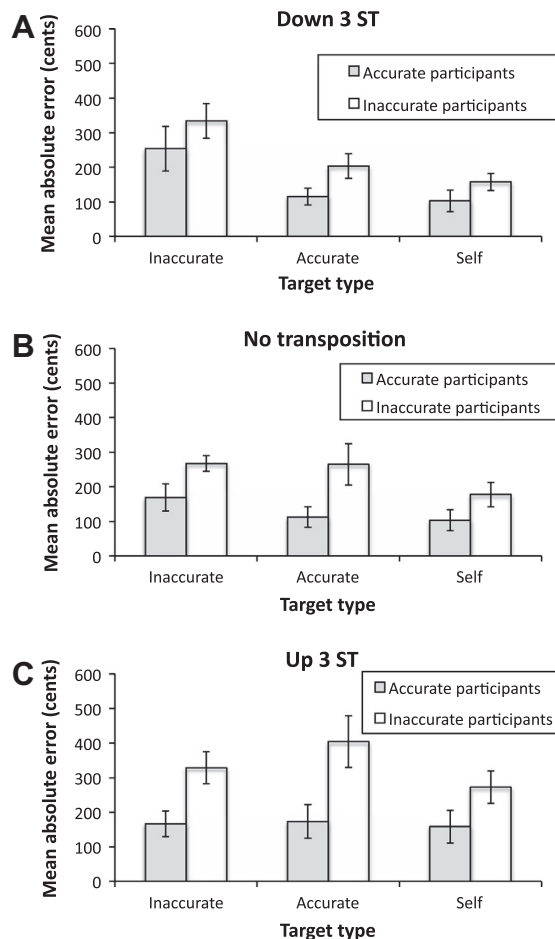 A
Down 3 ST
Mean absolute error (cents)
600
500
400
300
200
100
0
Accurate participants
Inaccurate participants
Inaccurate Accurate Self
Target type
B
No transposition
Mean absolute error (cents)
600
500
400
300
200
100
0
Accurate participants
Inaccurate participants
Inaccurate Accurate Self
Target type
C
Up 3 ST
Mean absolute error (cents)
600
500
400
300
200
100
0
Accurate participants
Inaccurate participants
Inaccurate Accurate Self
Target type